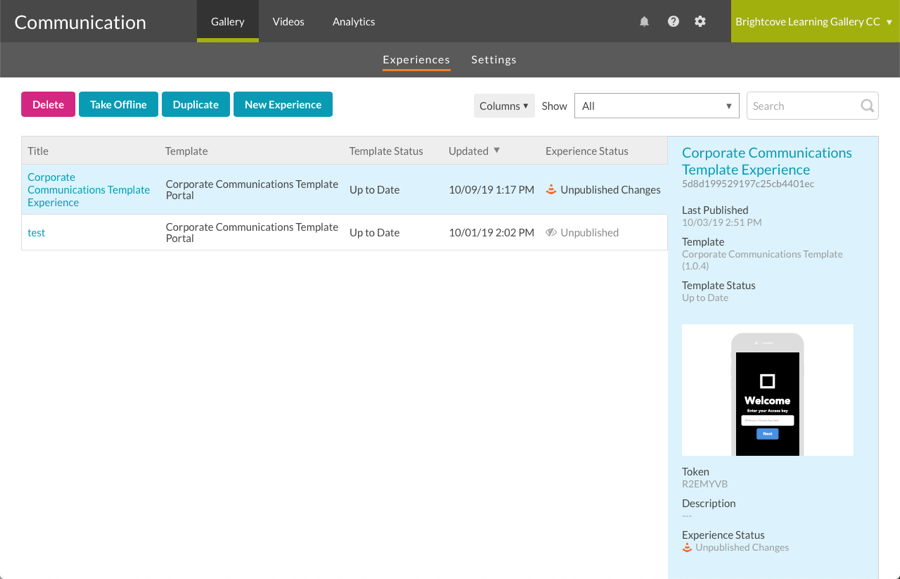 Communication
Gallery
Videos
Analytics
Brightcove Learning Gallery CC
Experiences
Settings
Delete
Take Offline
Duplicate
New Experience
Columns
Show
All
Search
Title
Template
Template Status
Updated
Experience Status
Corporate
Communications Template
Experience
Corporate Communications Template
Portal
Up to Date
10/09/19 1:17 PM
Unpublished Changes
test
Corporate Communications Template
Portal
Up to Date
10/01/19 2:02 PM
Unpublished
Corporate Communications
Template Experience
5d8d199529197c25cb4401ec
Last Published
10/03/19 2:51 PM
Template
Corporate Communications Template
(1.0.4)
Template Status
Up to Date
Welcome
Enter your Access key
Next
Token
R2EMYVB
Description
---
Experience Status
Unpublished Changes